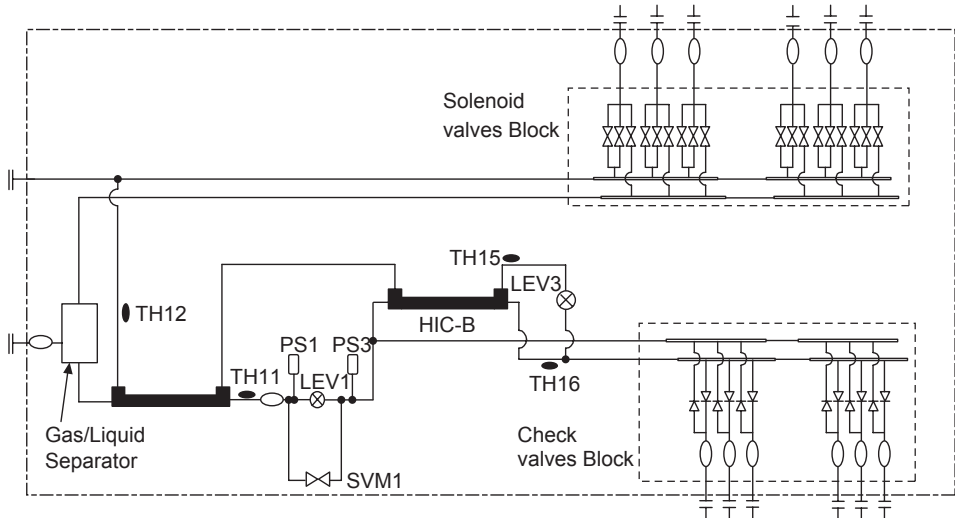 Solenoid
valves Block
TH15
LEV3
TH12
HIC-B
PS1
PS3
TH11
LEV1
TH16
Gas/Liquid
Separator
Check
valves Block
SVM1